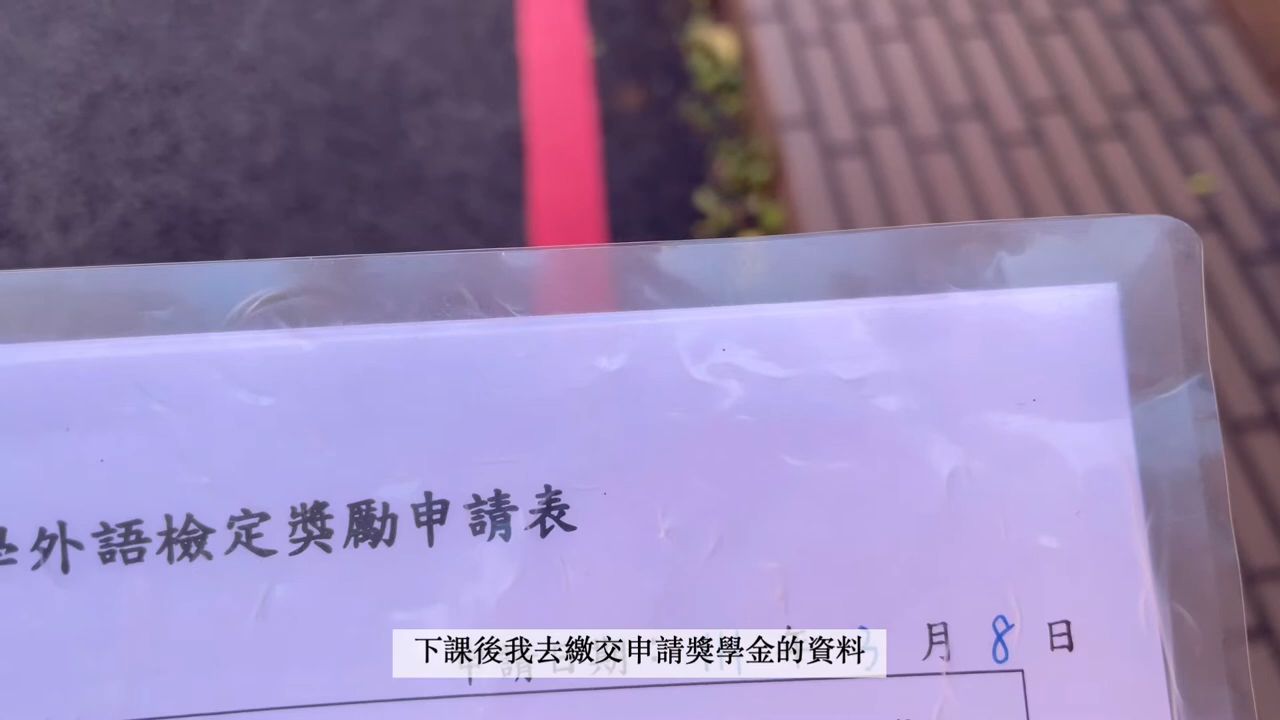 外語檢定獎勵申請表
月 8 日
下課後我去繳交申請獎學金的資料